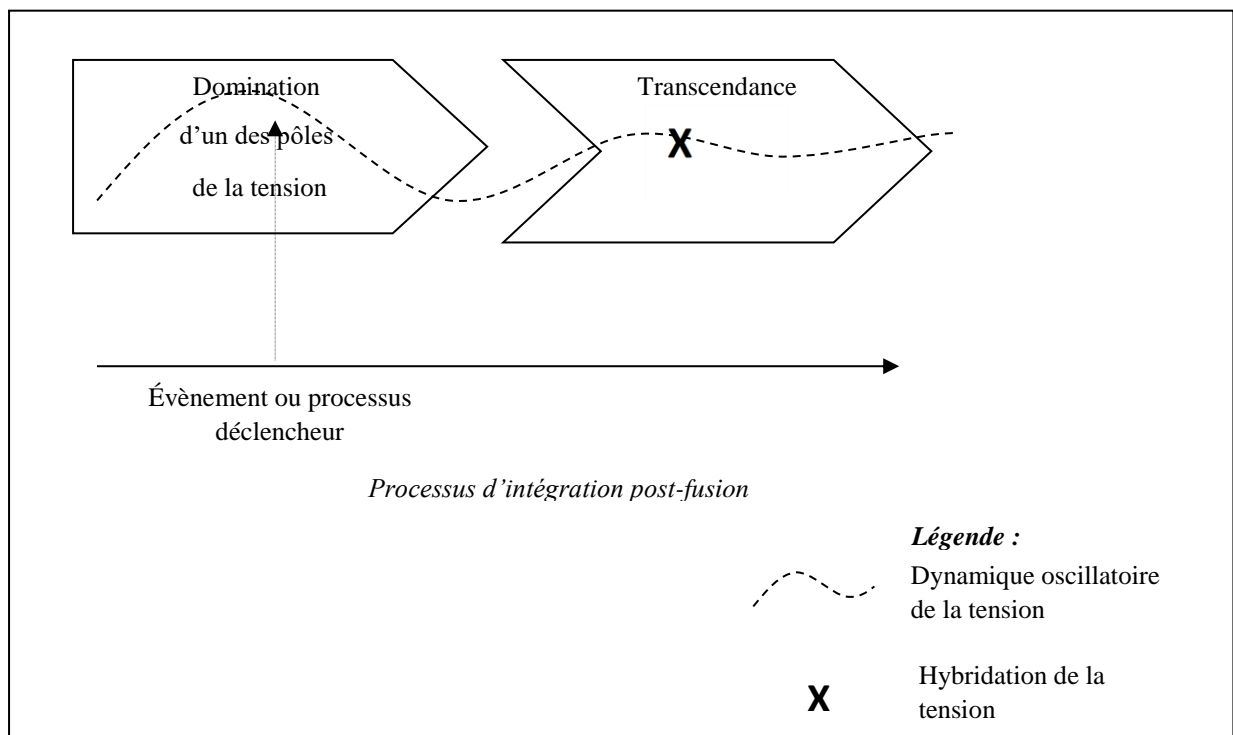 Domination
d’un des pôles
de la tension
Transcendance
X
Évènement ou processus
déclencheur
Processus d’intégration post-fusion
Légende :
Dynamique oscillatoire
de la tension
X
Hybridation de la
tension